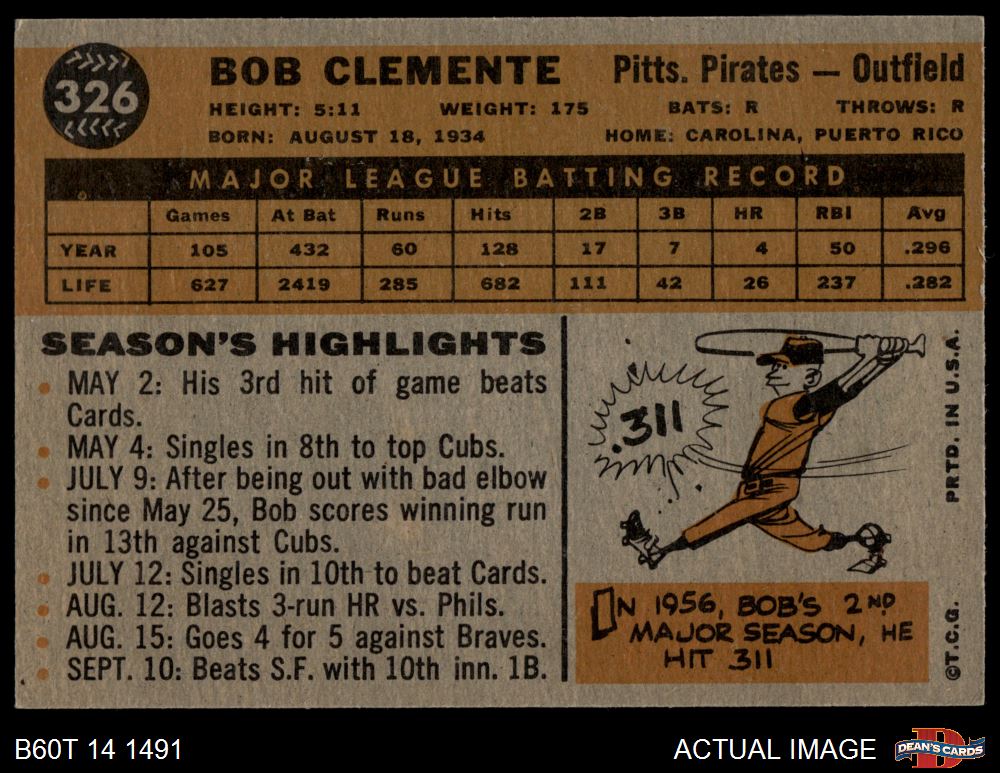 326
BOB CLEMENTE Pitts. Pirates — Outfield
HEIGHT: 5:11 WEIGHT: 175 BATS: R THROWS: R
BORN: AUGUST 18, 1934 HOME: CAROLINA, PUERTO RICO
MAJOR LEAGUE BATTING RECORD
Games At Bat Runs Hits 2B 3B HR RBI Avg
YEAR 105 432 60 128 17 7 4 50 .296
LIFE 627 2419 285 682 111 42 26 237 .282
SEASON'S HIGHLIGHTS
• MAY 2: His 3rd hit of game beats
Cards.
• MAY 4: Singles in 8th to top Cubs.
• JULY 9: After being out with bad elbow
since May 25, Bob scores winning run
in 13th against Cubs.
• JULY 12: Singles in 10th to beat Cards.
• AUG. 12: Blasts 3-run HR vs. Phils.
• AUG. 15: Goes 4 for 5 against Braves.
• SEPT. 10: Beats S.F. with 10th inn. 1B.
.311
IN 1956, BOB'S 2ND
MAJOR SEASON, HE
HIT 311
PRTD. IN U.S.A.
©T.C.G.
B60T 14 1491
ACTUAL IMAGE
D
DEAN'S CARDS